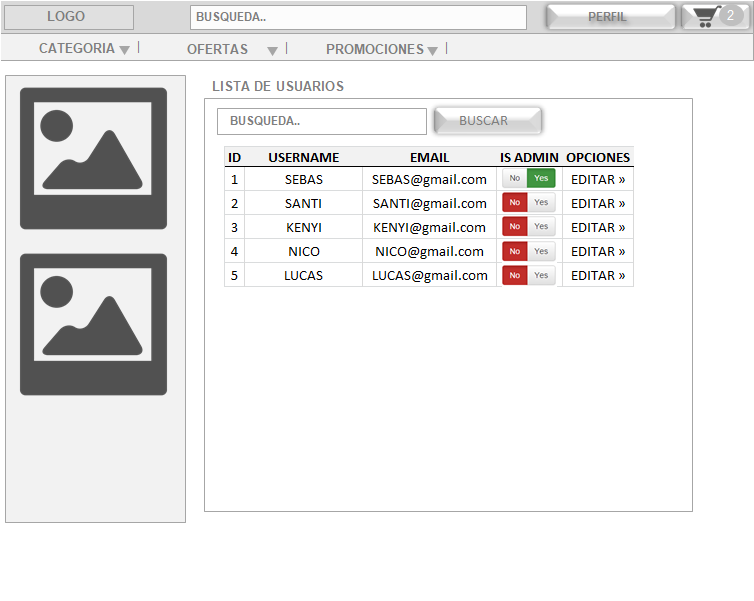 LOGO BUSQUEDA.. PERFIL 2
CATEGORIA OFERTAS PROMOCIONES
LISTA DE USUARIOS
BUSQUEDA.. BUSCAR
ID USERNAME EMAIL IS ADMIN OPCIONES
1 SEBAS SEBAS@gmail.com No Yes EDITAR »
2 SANTI SANTI@gmail.com No Yes EDITAR »
3 KENYI KENYI@gmail.com No Yes EDITAR »
4 NICO NICO@gmail.com No Yes EDITAR »
5 LUCAS LUCAS@gmail.com No Yes EDITAR »